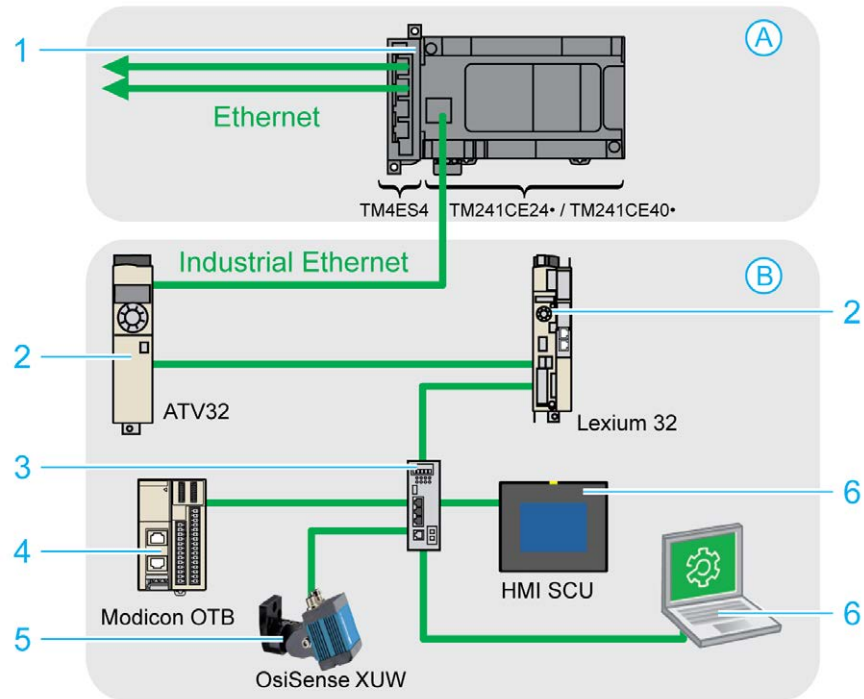 1
A
Ethernet
TM4ES4
TM241CE24• / TM241CE40•
Industrial Ethernet
B
2
2
ATV32
Lexium 32
3
6
4
HMI SCU
Modicon OTB
6
5
OsiSense XUW